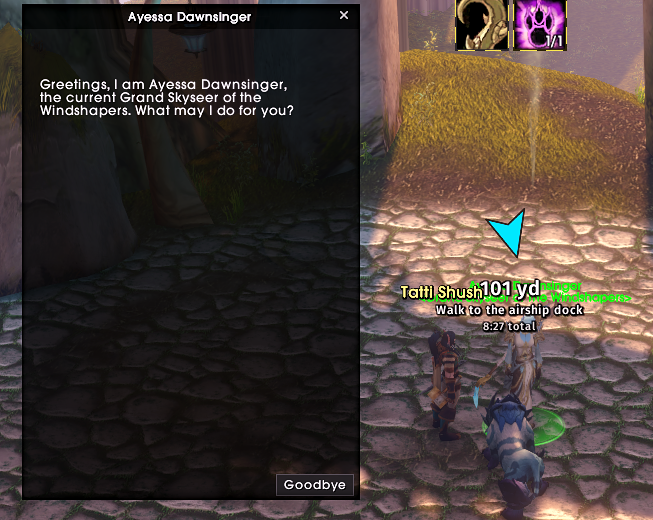 Ayessa Dawnsinger
1/1
Greetings, I am Ayessa Dawnsinger,
the current Grand Skyseer of the
Windshapers. What may I do for you?
Tatti Shush
101 yd
Walk to the airship dock
8:27 total
Goodbye